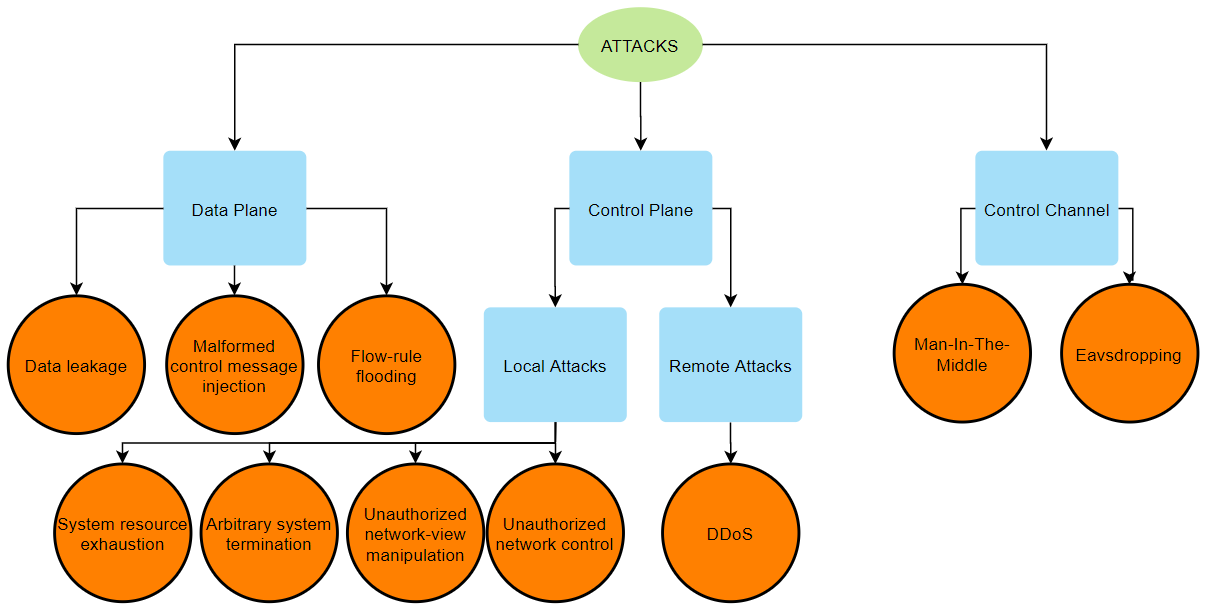 ATTACKS
Data Plane
Control Plane
Control Channel
Data leakage
Malformed
control message
injection
Flow-rule
flooding
Local Attacks
Remote Attacks
Man-In-The-
Middle
Eavsdropping
System resource
exhaustion
Arbitrary system
termination
Unauthorized
network-view
manipulation
Unauthorized
network control
DDoS